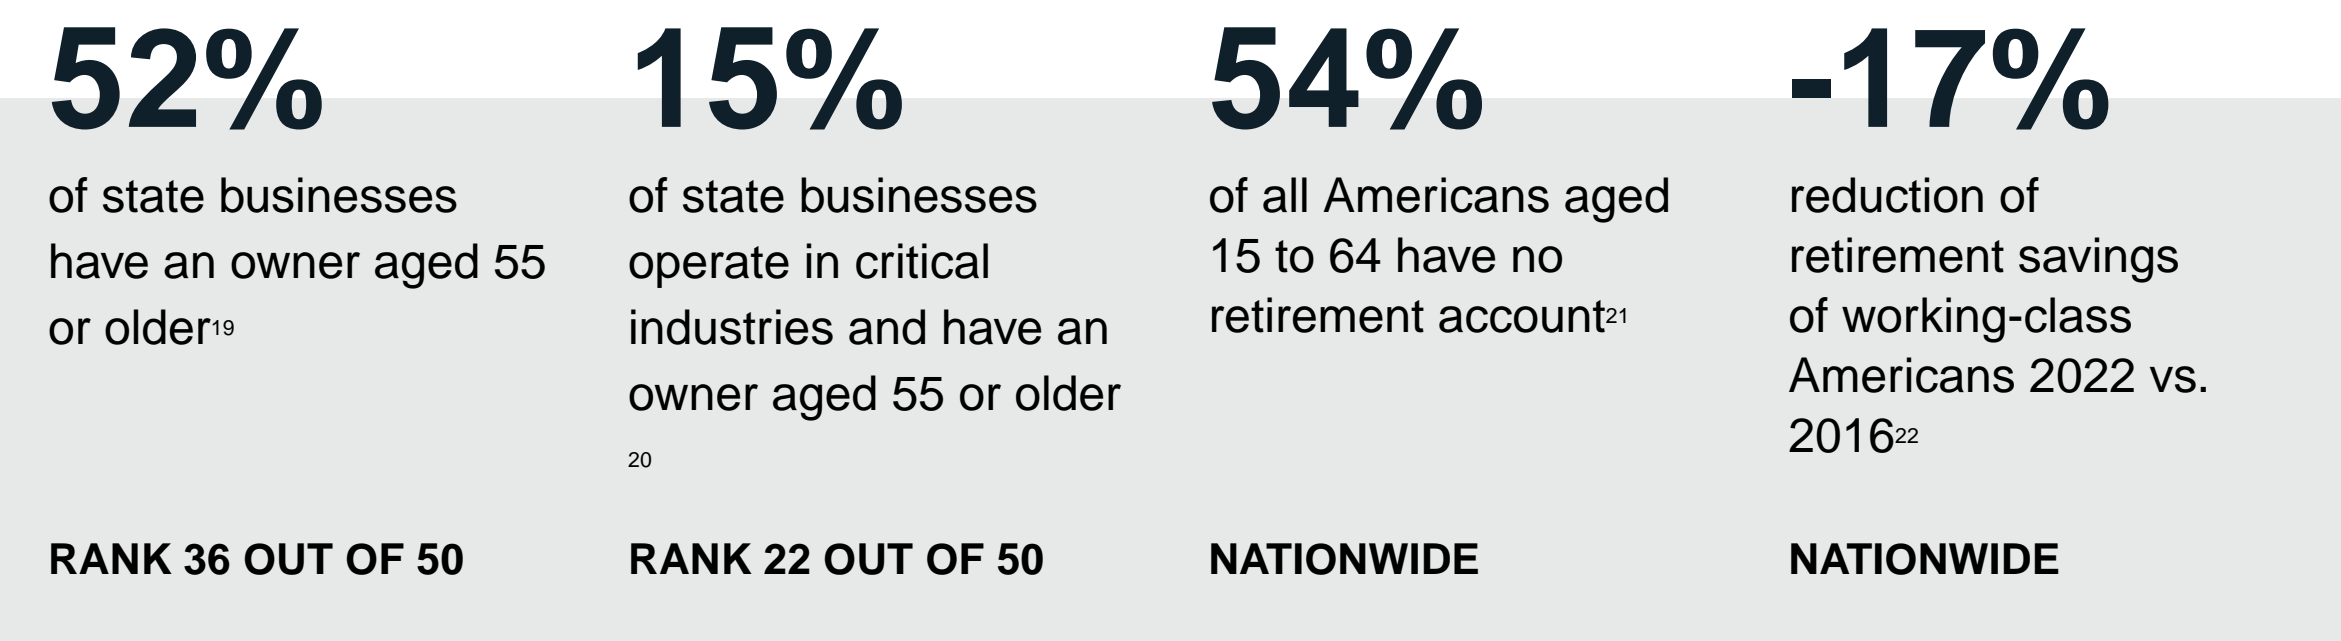 52%
of state businesses
have an owner aged 55
or older19
RANK 36 OUT OF 50
15%
of state businesses
operate in critical
industries and have an
owner aged 55 or older
20
RANK 22 OUT OF 50
54%
of all Americans aged
15 to 64 have no
retirement account21
NATIONWIDE
-17%
reduction of
retirement savings
of working-class
Americans 2022 vs.
201622
NATIONWIDE